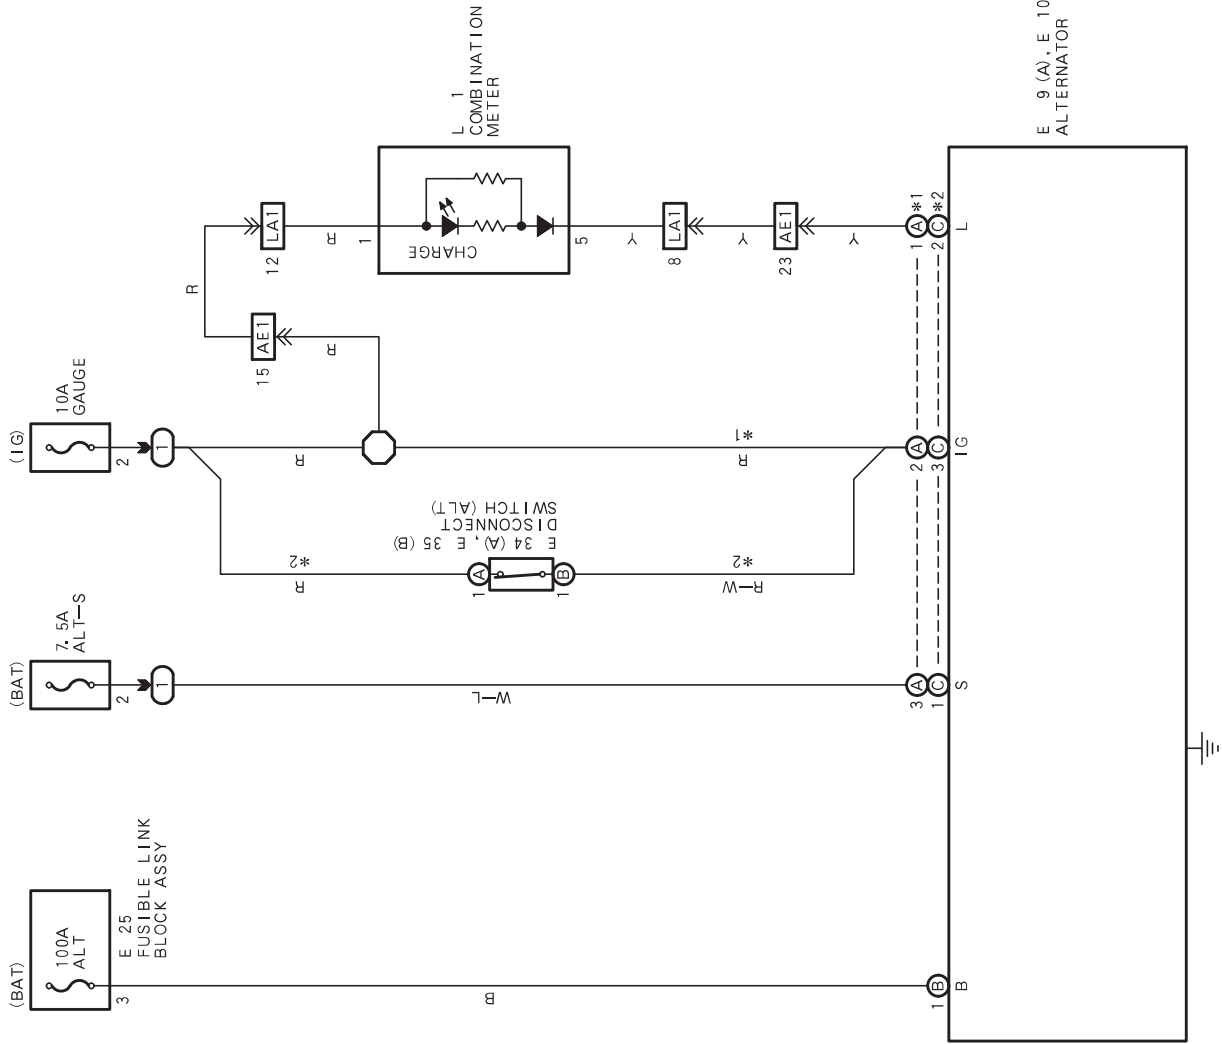 (BAT)
100A
ALT
3
E 25
FUSIBLE LINK
BLOCK ASSY
B
1
B
B
(BAT)
7.5A
ALT-S
2
1
W-L
3
A
1
C
S
(IG)
10A
GAUGE
2
1
R
R
*2
1
A
E 34 (A), E 35 (B)
DISCONNECT
SWITCH (ALT)
1
B
R-W
*2
R
*1
2
A
3
C
IG
R
15
AE1
R
12
LA1
R
1
CHARGE
L 1
COMBINATION
METER
5
Y
8
LA1
Y
23
AE1
Y
1
A
*1
2
C
*2
L
E 9 (A), E 10
ALTERNATOR